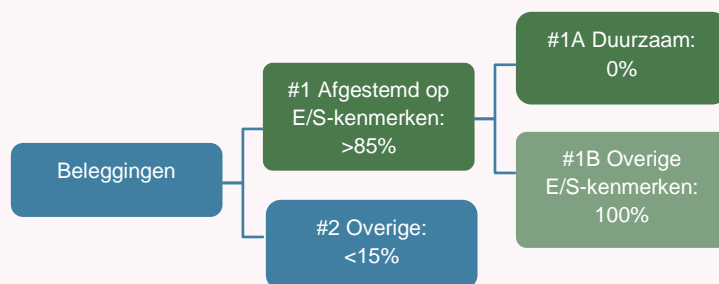 Beleggingen
#1 Afgestemd op
E/S-kenmerken:
>85%
#2 Overige:
<15%
#1A Duurzaam:
0%
#1B Overige
E/S-kenmerken:
100%